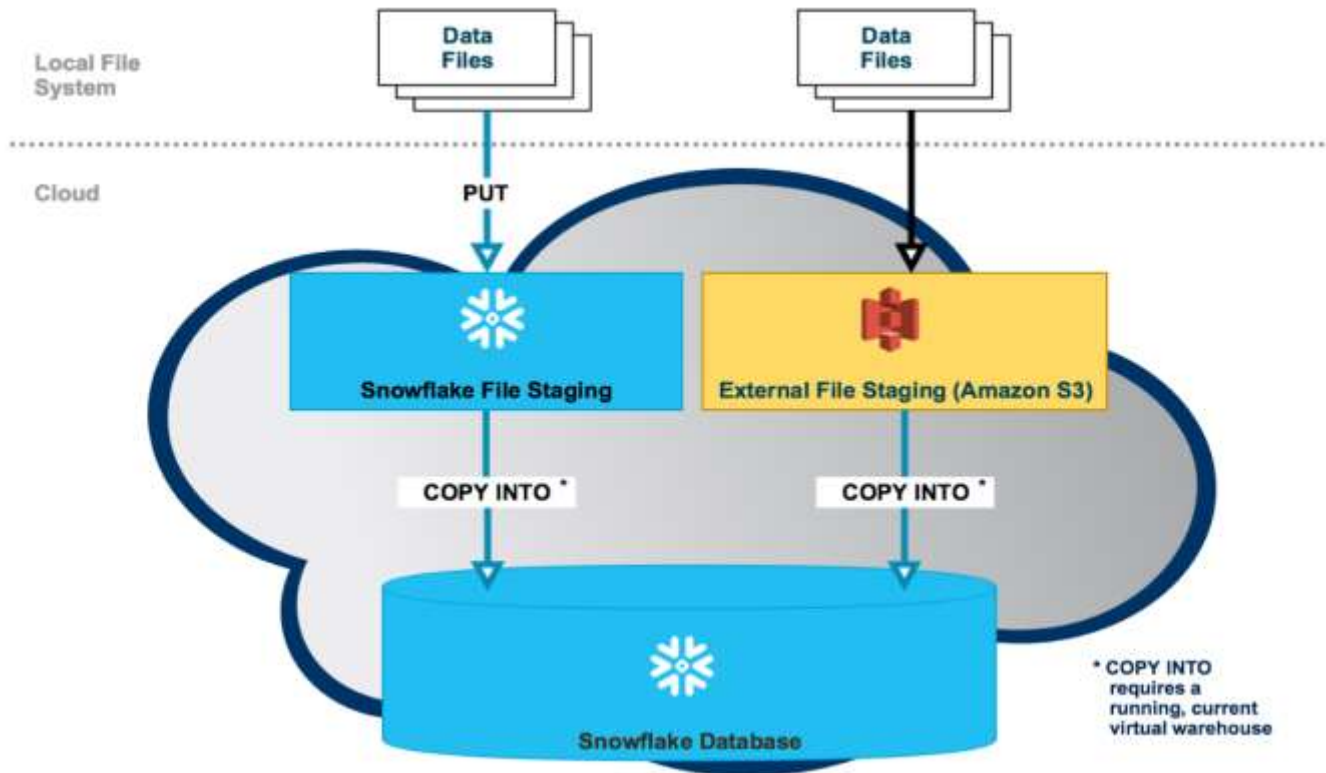 Data
Files
Data
Files
Local File
System
Cloud
PUT
Snowflake File Staging
External File Staging (Amazon S3)
COPY INTO *
COPY INTO *
Snowflake Database
* COPY INTO
requires a
running, current
virtual warehouse